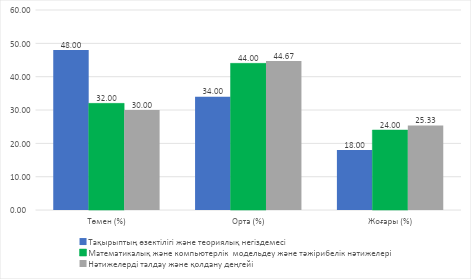 60.00
50.00
40.00
30.00
20.00
10.00
0.00
48.00
32.00
30.00
34.00
44.00
44.67
18.00
24.00
25.33
Төмен (%)
Орта (%)
Жоғары (%)
Тақырыптың өзектілігі және теориялық негіздемесі
Математикалық және компьютерлік модельдеу және тәжірибелік нәтижелері
Нәтижелерді талдау және қолдану деңгейі